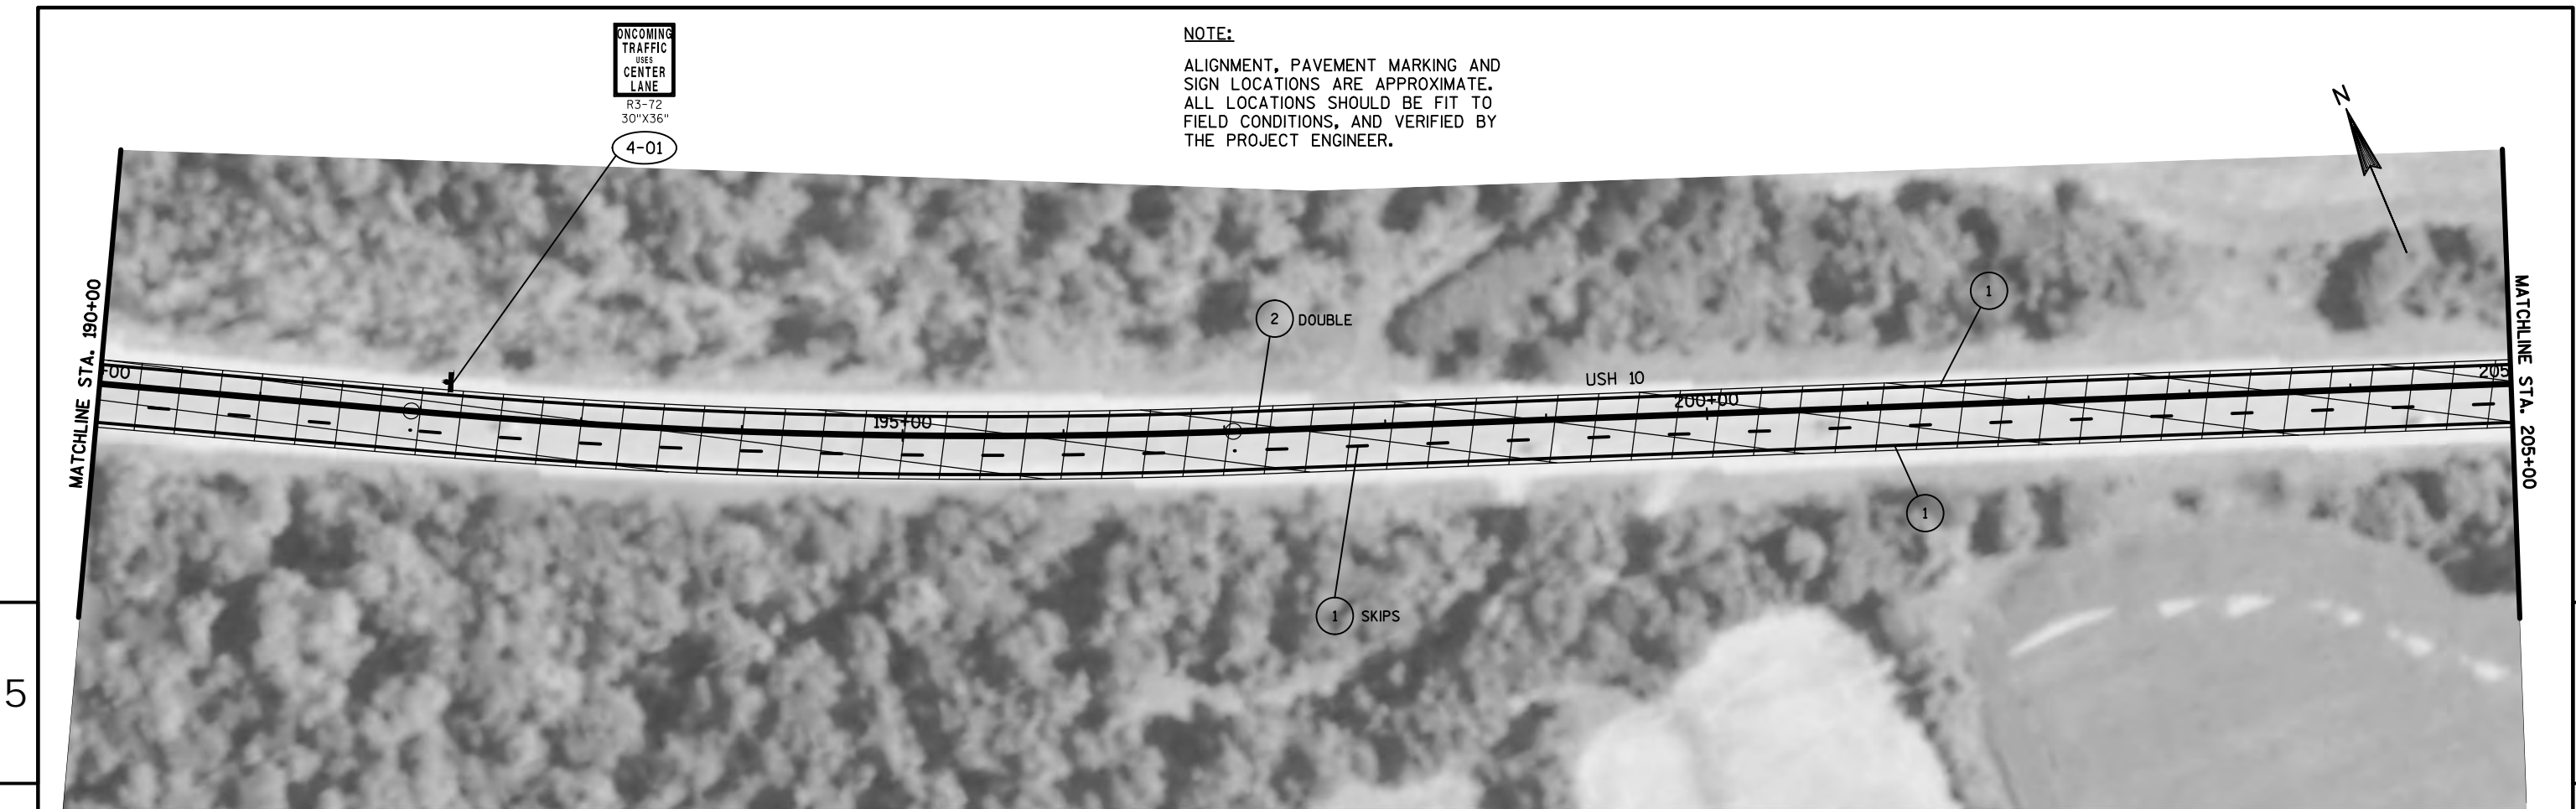 ONCOMING
TRAFFIC
USES
CENTER
LANE
R3-72
30"X36"
4-01
NOTE:
ALIGNMENT, PAVEMENT MARKING AND
SIGN LOCATIONS ARE APPROXIMATE.
ALL LOCATIONS SHOULD BE FIT TO
FIELD CONDITIONS, AND VERIFIED BY
THE PROJECT ENGINEER.
N
MATCHLINE STA. 190+00
+00
2 DOUBLE
1
USH 10
195+00
200+00
205
MATCHLINE STA. 205+00
1
1 SKIPS
5